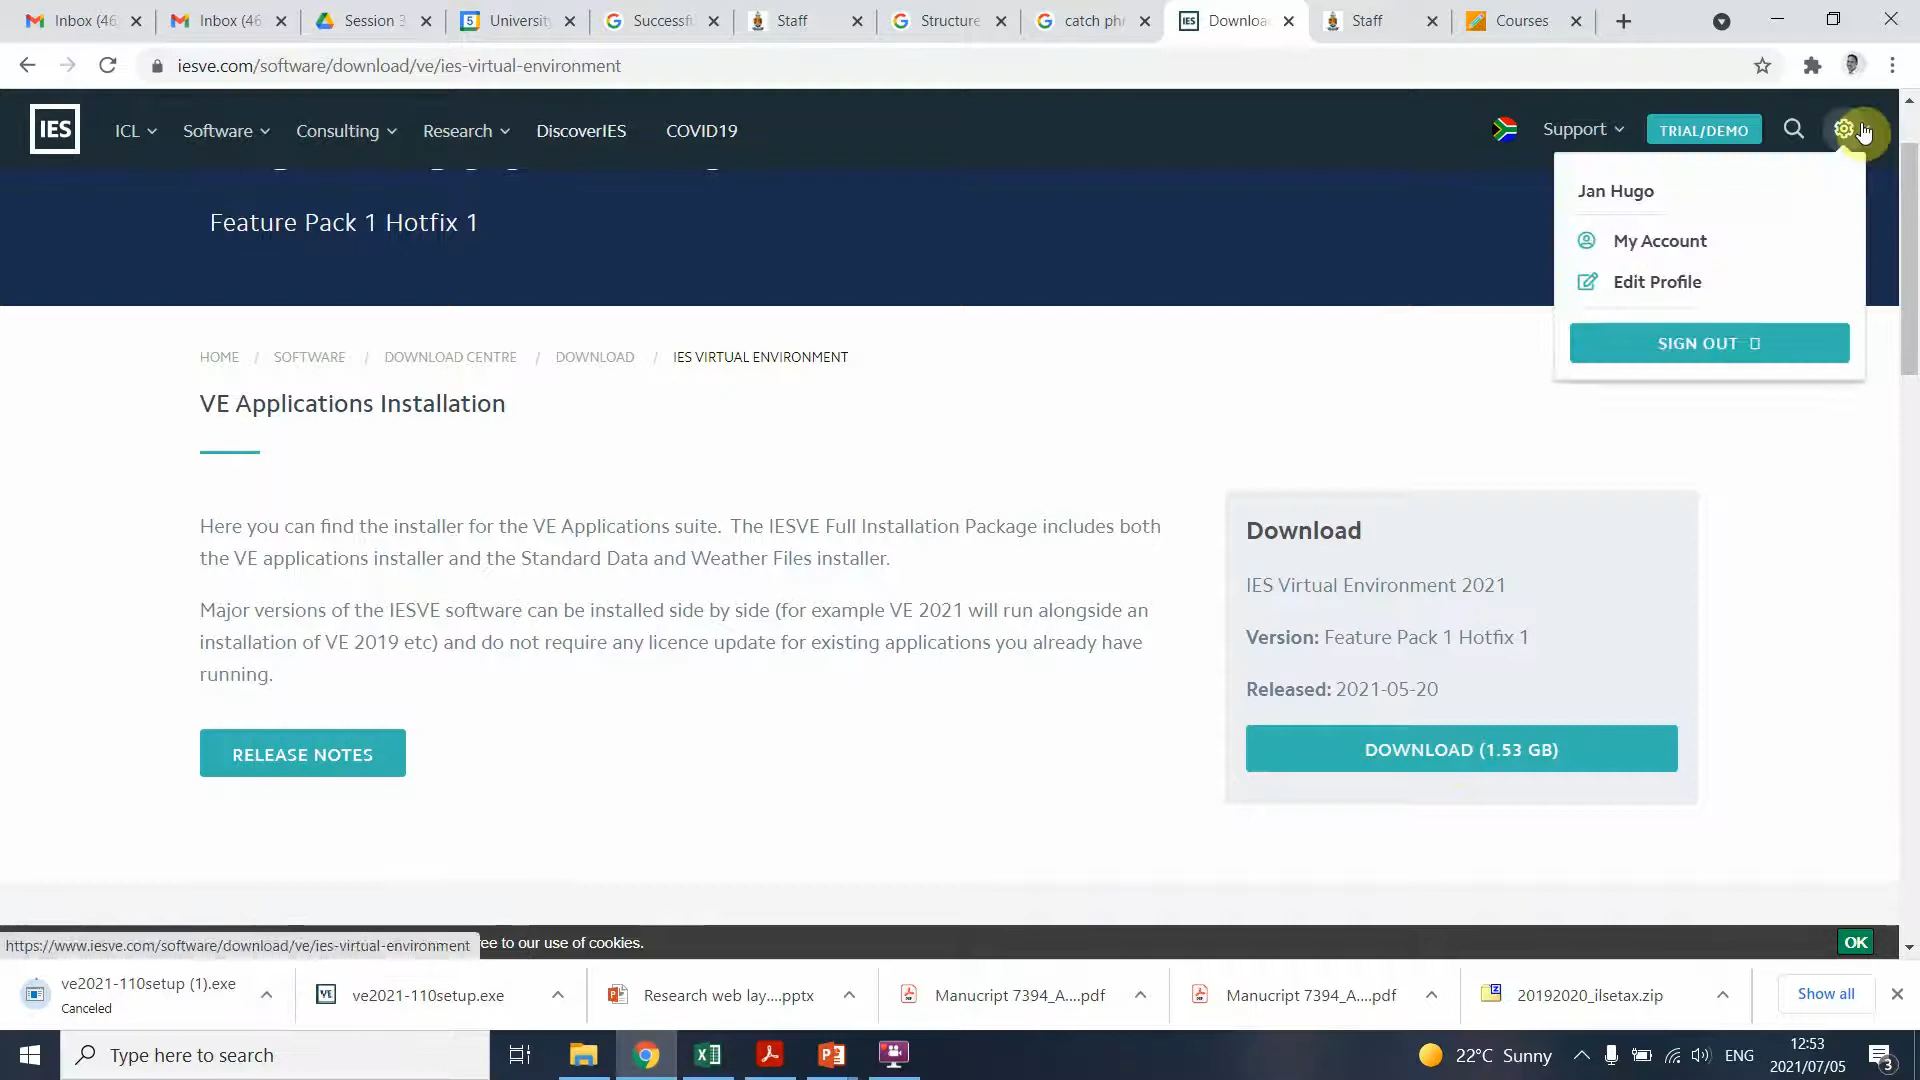 Inbox (46
Inbox (46
Session 3
5
University
Successf
Staff
Structure
catch phr
IES
Downloa
Staff
Courses
iesve.com/software/download/ve/ies-virtual-environment
IES
ICL
Software
Consulting
Research
DiscoverIES
COVID19
Support
TRIAL/DEMO
Jan Hugo
My Account
Edit Profile
SIGN OUT
Feature Pack 1 Hotfix 1
HOME / SOFTWARE / DOWNLOAD CENTRE / DOWNLOAD / IES VIRTUAL ENVIRONMENT
VE Applications Installation
Here you can find the installer for the VE Applications suite. The IESVE Full Installation Package includes both
the VE applications installer and the Standard Data and Weather Files installer.
Major versions of the IESVE software can be installed side by side (for example VE 2021 will run alongside an
installation of VE 2019 etc) and do not require any licence update for existing applications you already have
running.
RELEASE NOTES
Download
IES Virtual Environment 2021
Version: Feature Pack 1 Hotfix 1
Released: 2021-05-20
DOWNLOAD (1.53 GB)
https://www.iesve.com/software/download/ve/ies-virtual-environment
ee to our use of cookies.
OK
ve2021-110setup (1).exe
Canceled
VE
ve2021-110setup.exe
Research web lay....pptx
Manucript 7394_A....pdf
Manucript 7394_A....pdf
20192020_ilsetax.zip
Show all
Type here to search
22°C Sunny
ENG
12:53
2021/07/05
3